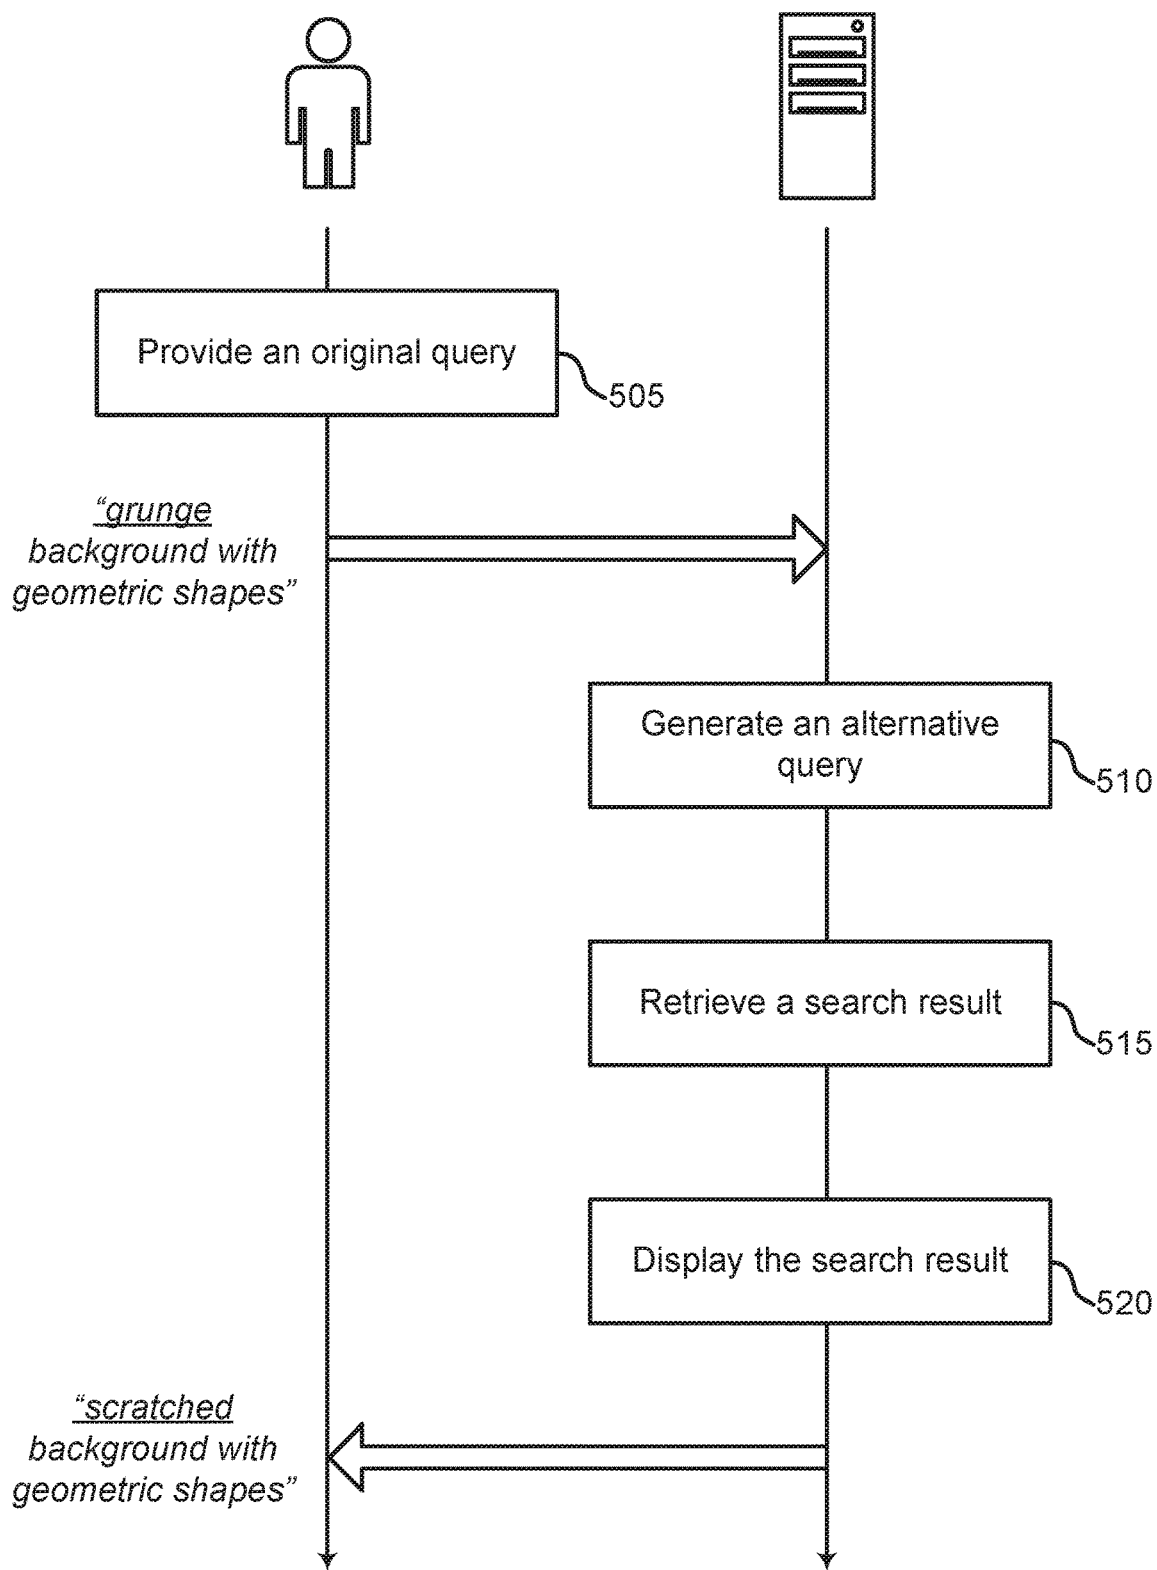 Provide an original query
505
“grunge
background with
geometric shapes”
Generate an alternative
query
510
Retrieve a search result
515
Display the search result
520
“scratched
background with
geometric shapes”